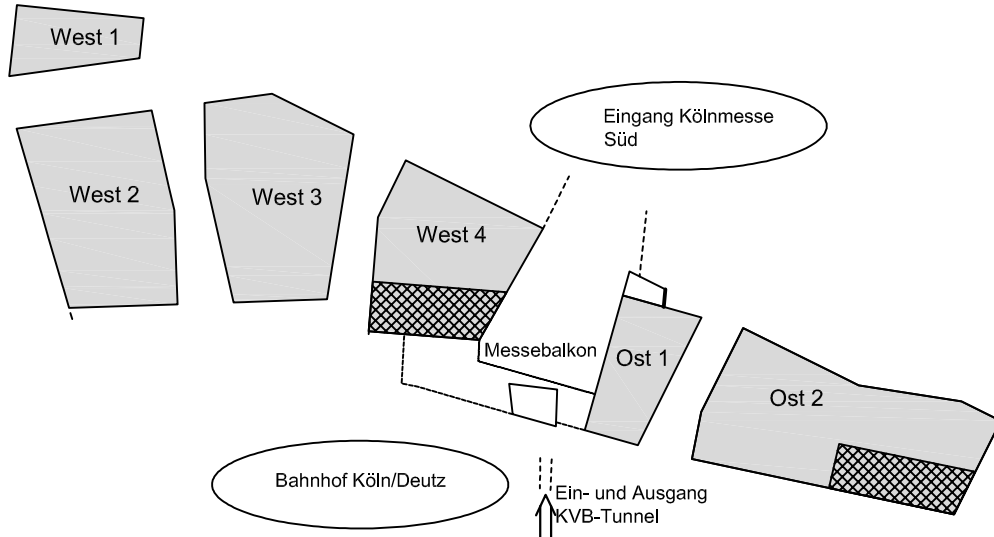 West 1
Eingang Kölnmesse
Süd
West 2
West 3
West 4
Messebalkon
Ost 1
Ost 2
Bahnhof Köln/Deutz
Ein- und Ausgang
KVB-Tunnel